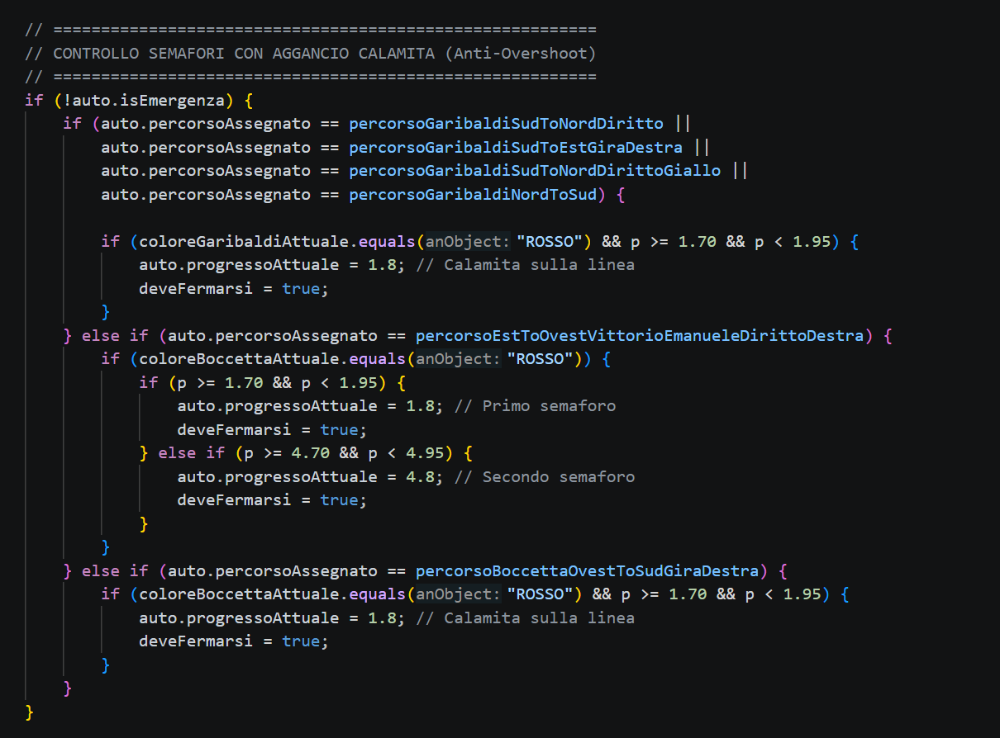 // =========================================================
// CONTROLLO SEMAFORI CON AGGANCIO CALAMITA (Anti-Overshoot)
// =========================================================
if (!auto.isEmergenza) {
    if (auto.percorsoAssegnato == percorsoGaribaldiSudToNordDiritto ||
        auto.percorsoAssegnato == percorsoGaribaldiSudToEstGiraDestra ||
        auto.percorsoAssegnato == percorsoGaribaldiSudToNordDirittoGiallo ||
        auto.percorsoAssegnato == percorsoGaribaldiNordToSud) {

        if (coloreGaribaldiAttuale.equals(anObject: "ROSSO") && p >= 1.70 && p < 1.95) {
            auto.progressoAttuale = 1.8; // Calamita sulla linea
            deveFermarsi = true;
        }
    } else if (auto.percorsoAssegnato == percorsoEstToOvestVittorioEmanueleDirittoDestra) {
        if (coloreBoccettaAttuale.equals(anObject: "ROSSO")) {
            if (p >= 1.70 && p < 1.95) {
                auto.progressoAttuale = 1.8; // Primo semaforo
                deveFermarsi = true;
            } else if (p >= 4.70 && p < 4.95) {
                auto.progressoAttuale = 4.8; // Secondo semaforo
                deveFermarsi = true;
            }
        }
    } else if (auto.percorsoAssegnato == percorsoBoccettaOvestToSudGiraDestra) {
        if (coloreBoccettaAttuale.equals(anObject: "ROSSO") && p >= 1.70 && p < 1.95) {
            auto.progressoAttuale = 1.8; // Calamita sulla linea
            deveFermarsi = true;
        }
    }
}